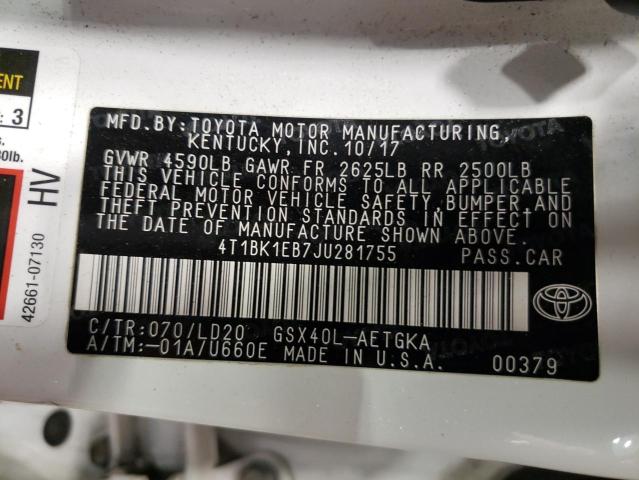 MFD.BY:TOYOTA MOTOR MANUFACTURING,
KENTUCKY, INC. 10/17
GVWR 4590LB GAWR FR 2625LB RR 2500LB
THIS VEHICLE CONFORMS TO ALL APPLICABLE
FEDERAL MOTOR VEHICLE SAFETY, BUMPER, AND
THEFT PREVENTION STANDARDS IN EFFECT ON
THE DATE OF MANUFACTURE SHOWN ABOVE.
4T1BK1EB7JU281755 PASS.CAR
C/TR:070/LD20 GSX40L-AETGKA
A/TM:-01A/U660E MADE IN U.S.A. 00379
: 3
HV
42661-07130